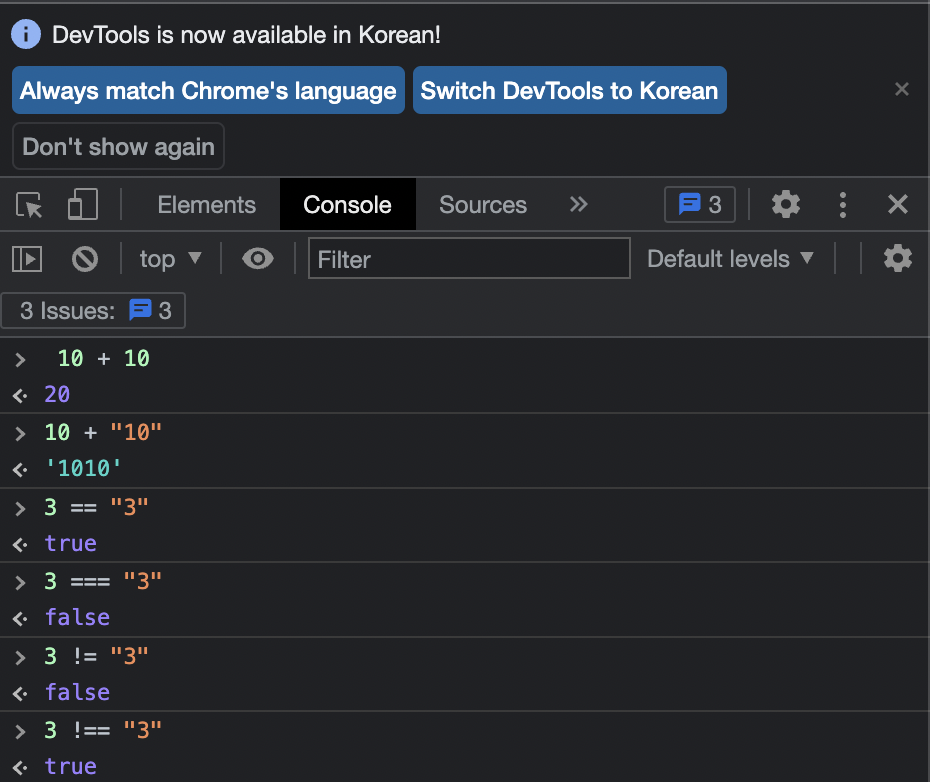 DevTools is now available in Korean!
Always match Chrome's language Switch DevTools to Korean
Don't show again
Elements Console Sources 3
top Filter Default levels
3 Issues: 3
10 + 10
20
10 + "10"
'1010'
3 == "3"
true
3 === "3"
false
3 != "3"
false
3 !== "3"
true